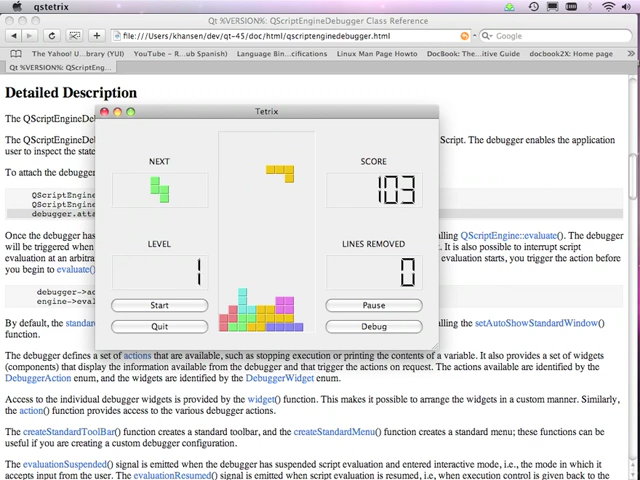 qstetrix
Qt %VERSION%: QScriptEngineDebugger Class Reference
file:///Users/khansen/dev/qt-45/doc/html/qscriptenginedebugger.html
Google
The Yahoo! U...brary (YUI)
YouTube - R...ub Spanish)
Language Bin...cifications
Linux Man Page Howto
DocBook: The...itive Guide
docbook2X: Home page
Qt %VERSION%: QScriptEng...
Detailed Description
The QScriptEngineDeb
The QScriptEngineDeb
Script. The debugger enables the application
user to inspect the state
To attach the debugger
QScriptEngine
QScriptEngine
debugger.atta
Once the debugger has
alling QScriptEngine::evaluate(). The debugger
will be triggered when
It is also possible to interrupt script
evaluation at an arbitra
evaluation starts, you trigger the action before
you begin to evaluate(
debugger->ac
engine->eval
By default, the standar
alling the setAutoShowStandardWindow()
function.
Tetrix
NEXT
SCORE
103
LEVEL
LINES REMOVED
1
0
Start
Pause
Quit
Debug
The debugger defines a set of actions that are available, such as stopping execution or printing the contents of a variable. It also provides a set of widgets
(components) that display the information available from the debugger and that trigger the actions on request. The actions available are identified by the
DebuggerAction enum, and the widgets are identified by the DebuggerWidget enum.
Access to the individual debugger widgets is provided by the widget() function. This makes it possible to arrange the widgets in a custom manner. Similarly,
the action() function provides access to the various debugger actions.
The createStandardToolBar() function creates a standard toolbar, and the createStandardMenu() function creates a standard menu; these functions can be
useful if you are creating a custom debugger configuration.
The evaluationSuspended() signal is emitted when the debugger has suspended script evaluation and entered interactive mode, i.e., the mode in which it
accepts input from the user. The evaluationResumed() signal is emitted when script evaluation is resumed, i.e, when execution control is given back to the